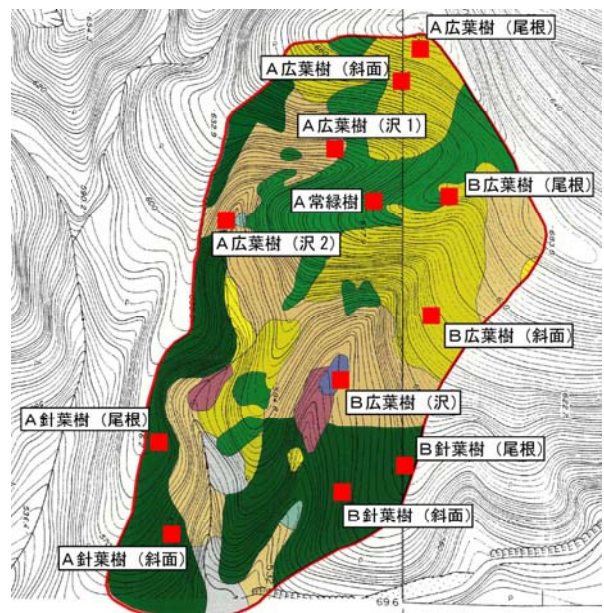 A広葉樹 (尾根)
A広葉樹 (斜面)
A広葉樹 (沢1)
A常緑樹
B広葉樹 (尾根)
A広葉樹 (沢2)
B広葉樹 (斜面)
B広葉樹 (沢)
A針葉樹 (尾根)
B針葉樹 (尾根)
B針葉樹 (斜面)
A針葉樹 (斜面)
696